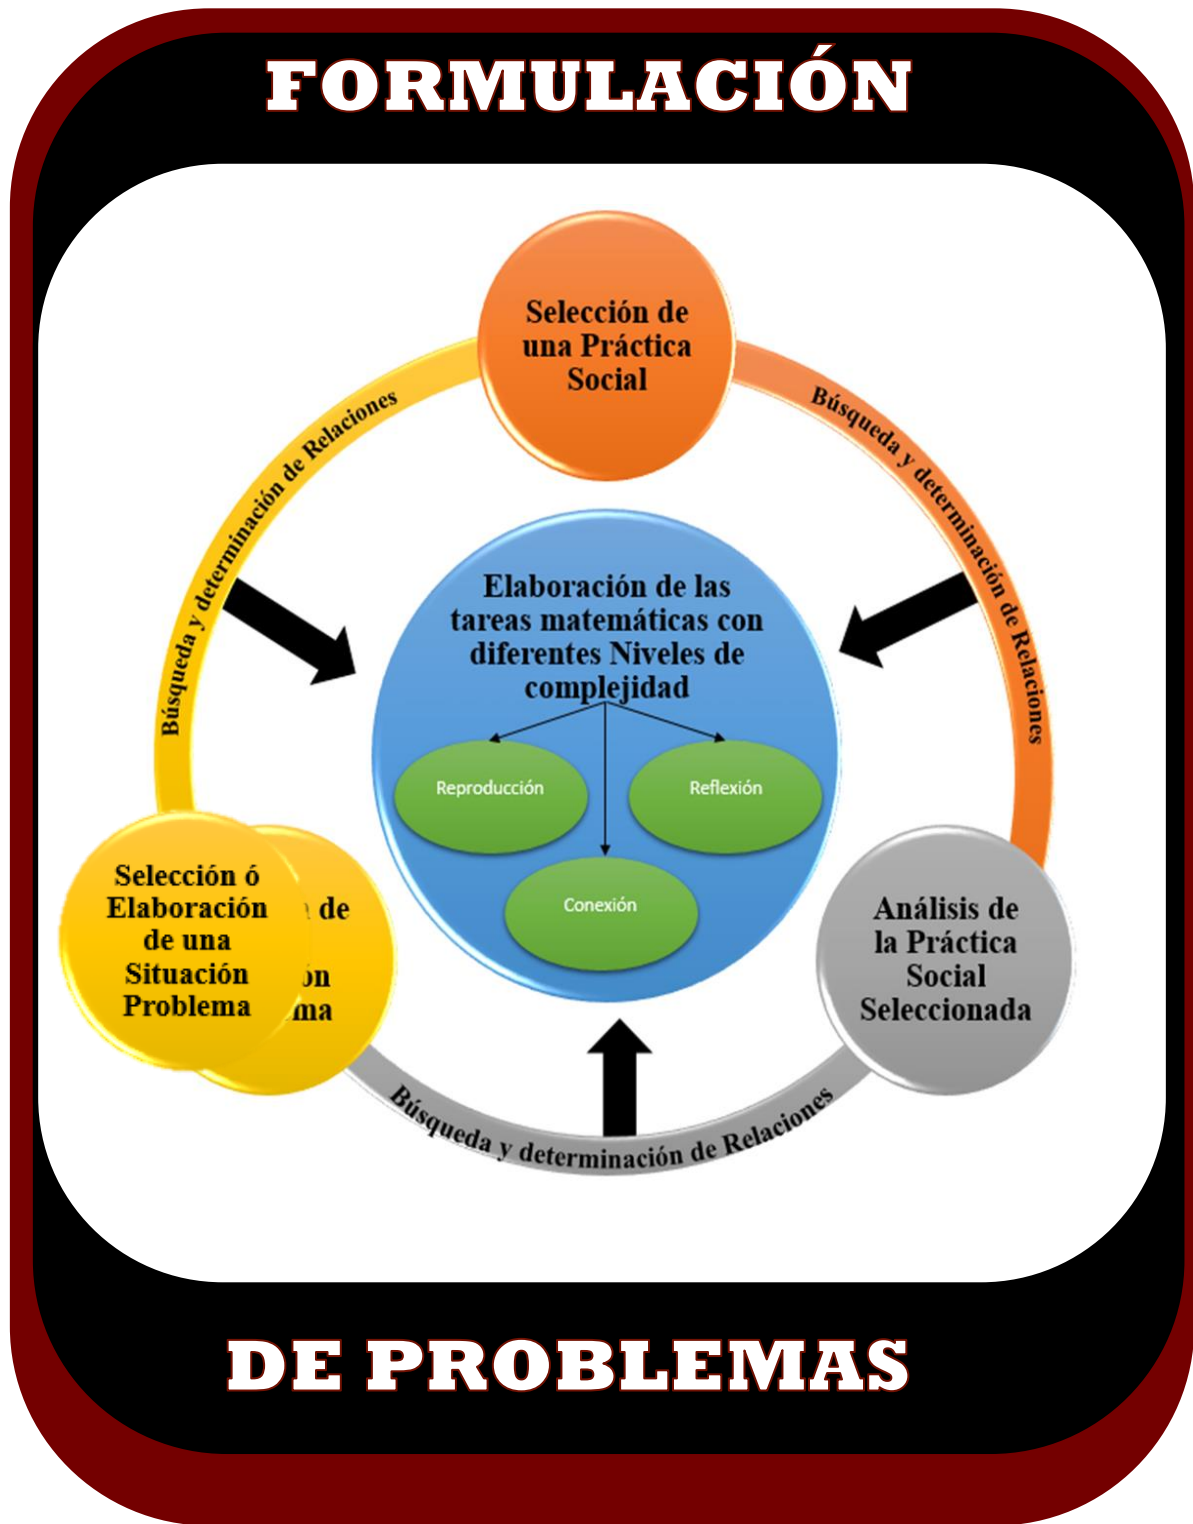 FORMULACIÓN
Selección de
una Práctica
Social
Búsqueda y determinación de Relaciones
Búsqueda y determinación de Relaciones
Elaboración de las
tareas matemáticas con
diferentes Niveles de
complejidad
Reproducción
Reflexión
Conexión
Selección ó
Elaboración
de una
Situación
Problema
de
Análisis de
la Práctica
Social
Seleccionada
Búsqueda y determinación de Relaciones
DE PROBLEMAS